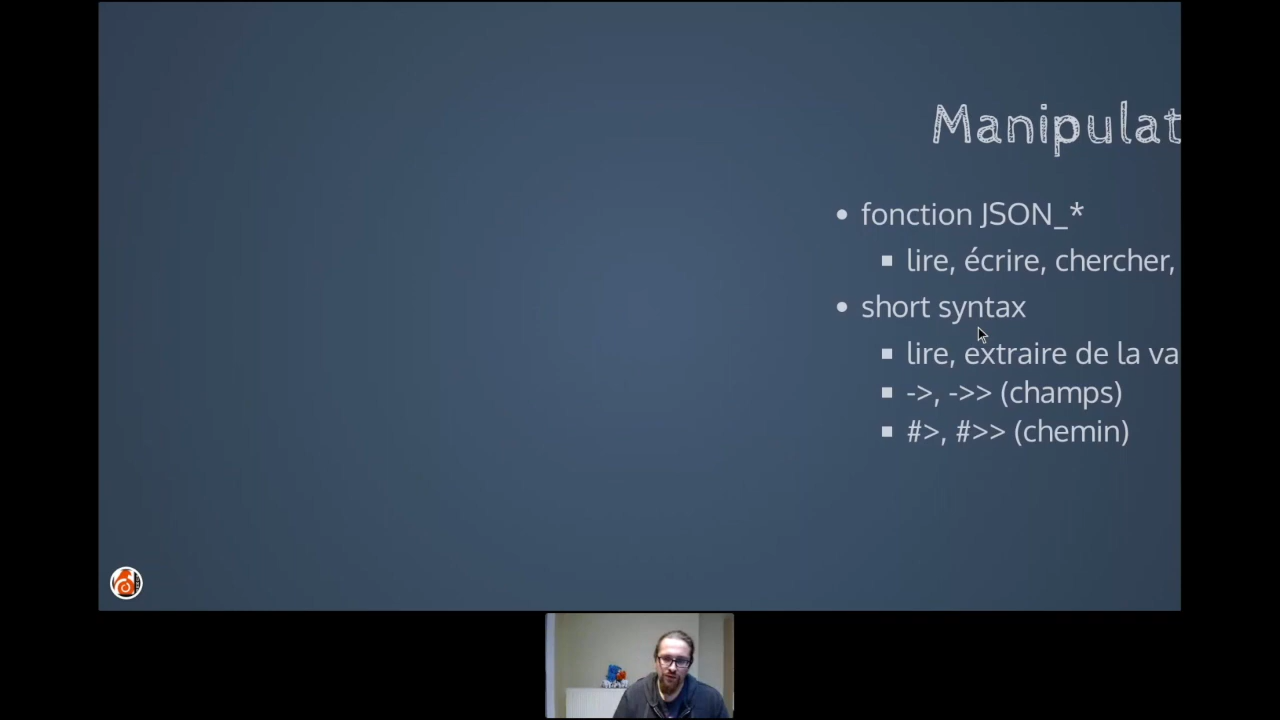 Manipulat
fonction JSON_*
lire, écrire, chercher,
short syntax
lire, extraire de la va
->, ->> (champs)
#>, #>> (chemin)